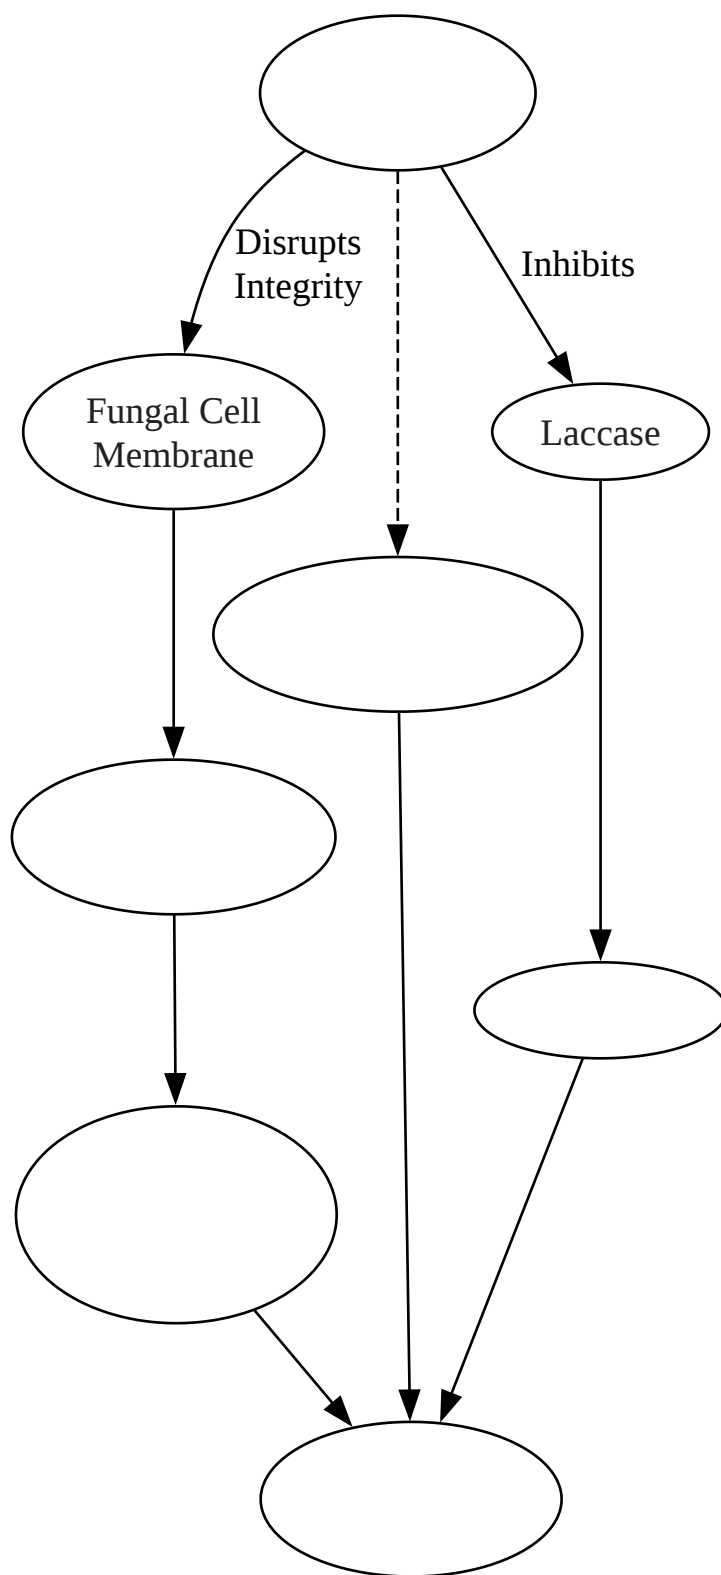 Disrupts
Integrity
Inhibits
Fungal Cell
Membrane
Laccase